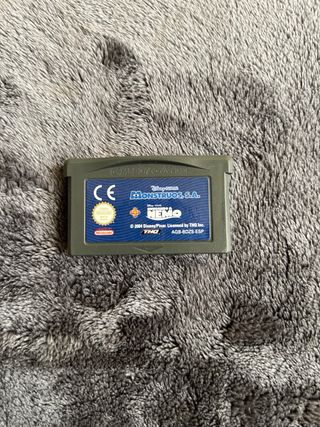 GAME BOY ADVANCE
CE
Disney·PIXAR
MONSTRUOS, S.A.
NEMO
© 2004 Disney/Pixar. Licensed by THQ Inc.
THQ AGB-BDZS-ESP